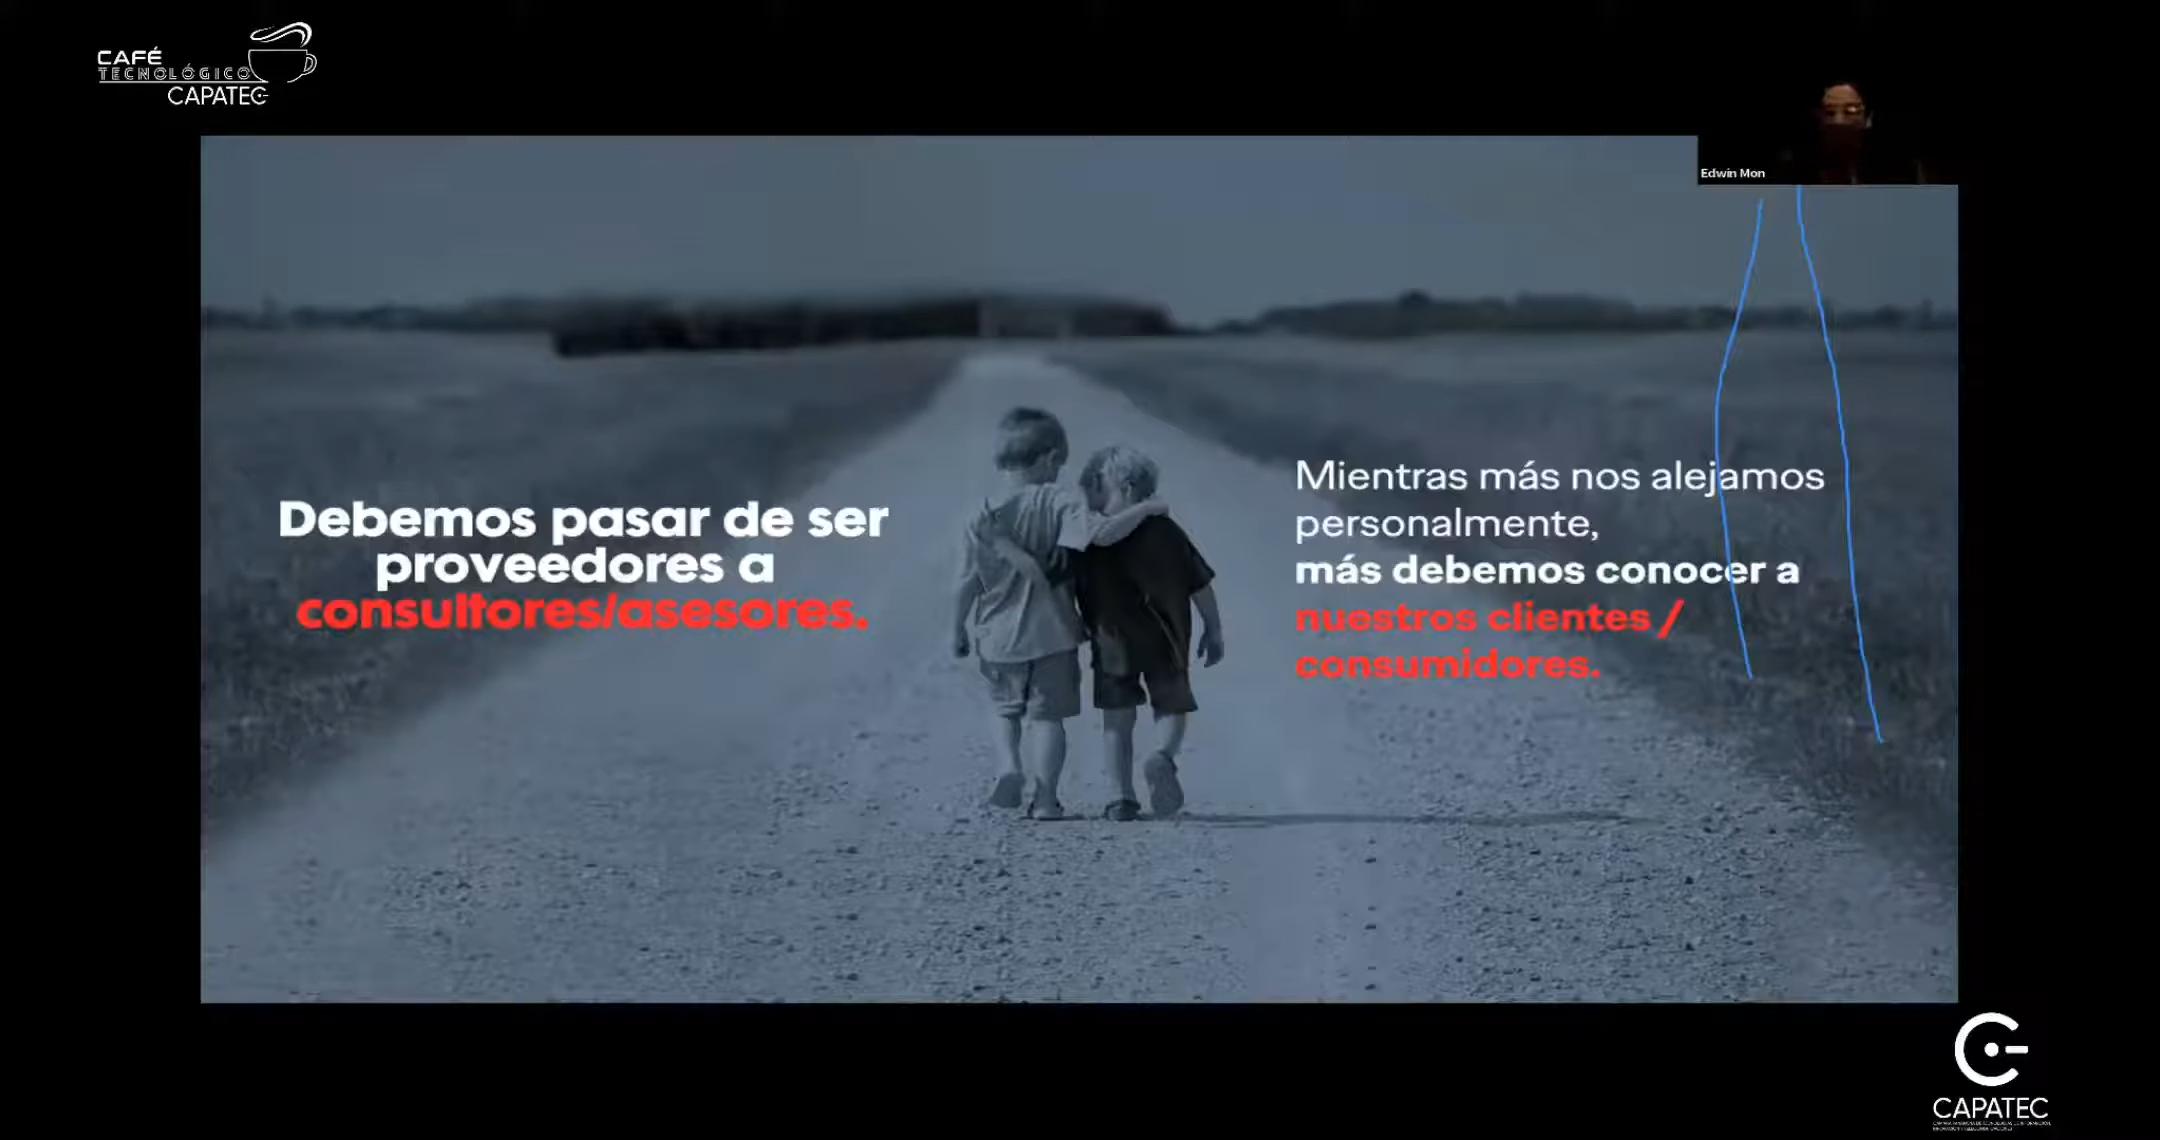 CAFÉ
TECNOLÓGICO
CAPATEC
Edwin Mon
Debemos pasar de ser
proveedores a
consultores/asesores.
Mientras más nos alejamos
personalmente,
más debemos conocer a
nuestros clientes /
consumidores.
CAPATEC